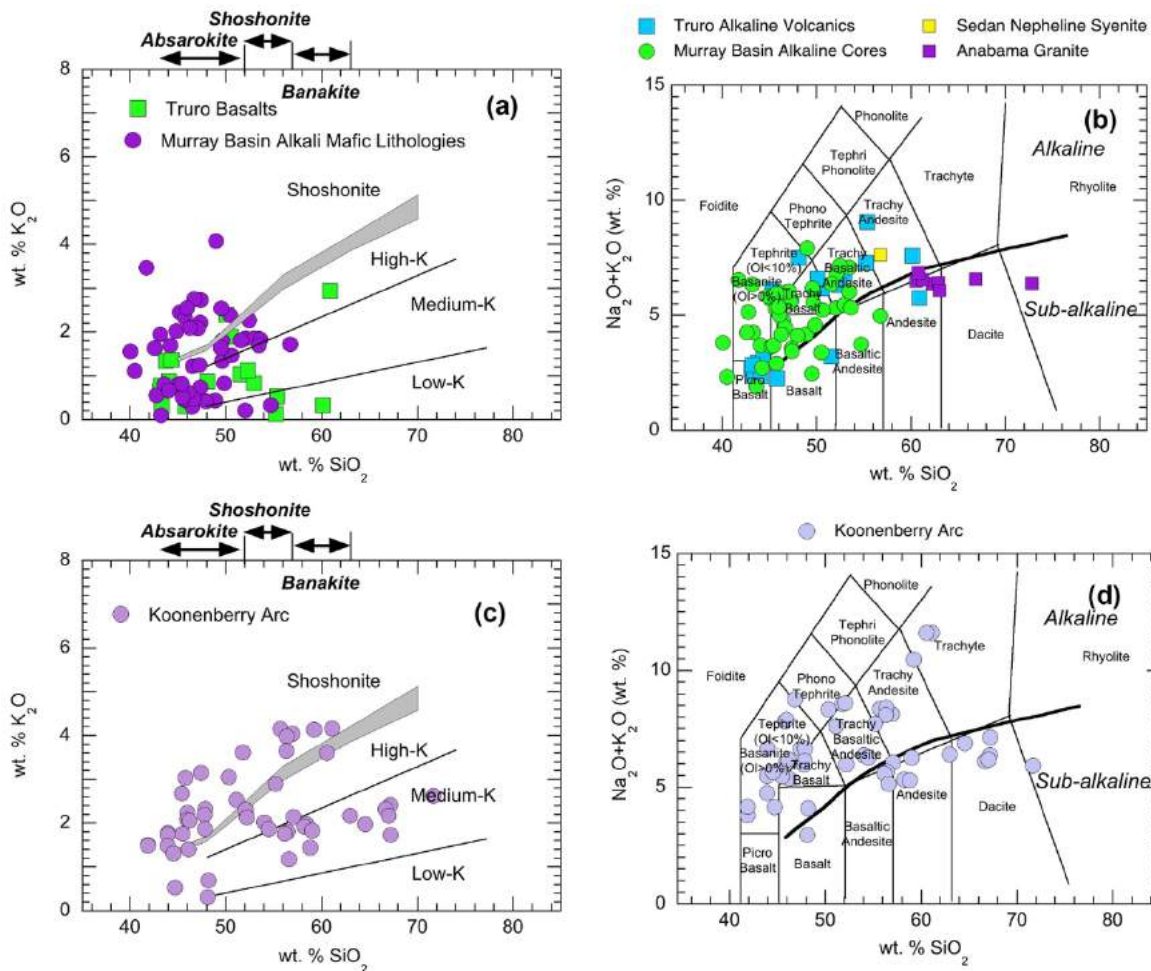 Shoshonite
Absarokite
Banakite
(a)
Truro Basalts
Murray Basin Alkali Mafic Lithologies
Shoshonite
High-K
Medium-K
Low-K
8
6
4
2
0
40 50 60 70 80
wt. % K2O
wt. % SiO2
Truro Alkaline Volcanics
Sedan Nepheline Syenite
Murray Basin Alkaline Cores
Anabama Granite
15
10
5
0
(b)
Phonolite
Alkaline
Tephri
Phonolite
Trachyte
Rhyolite
Foidite
Phono
Tephrite
Trachy
Andesite
Tephrite
(Ol<10%)
Basanite
(Ol>0%)
Trachy
Basaltic
Andesite
Trachy
Basalt
Sub-alkaline
Andesite
Dacite
Picro
Basalt
Basalt
Basaltic
Andesite
Na2O+K2O (wt. %)
40 50 60 70 80
wt. % SiO2
Shoshonite
Absarokite
Banakite
(c)
Koonenberry Arc
Shoshonite
High-K
Medium-K
Low-K
8
6
4
2
0
40 50 60 70 80
wt. % K2O
wt. % SiO2
Koonenberry Arc
15
10
5
0
(d)
Phonolite
Alkaline
Tephri
Phonolite
Trachyte
Rhyolite
Foidite
Phono
Tephrite
Trachy
Andesite
Tephrite
(Ol<10%)
Basanite
(Ol>0%)
Trachy
Basaltic
Andesite
Trachy
Basalt
Sub-alkaline
Andesite
Dacite
Picro
Basalt
Basalt
Basaltic
Andesite
Na2O+K2O (wt. %)
40 50 60 70 80
wt. % SiO2